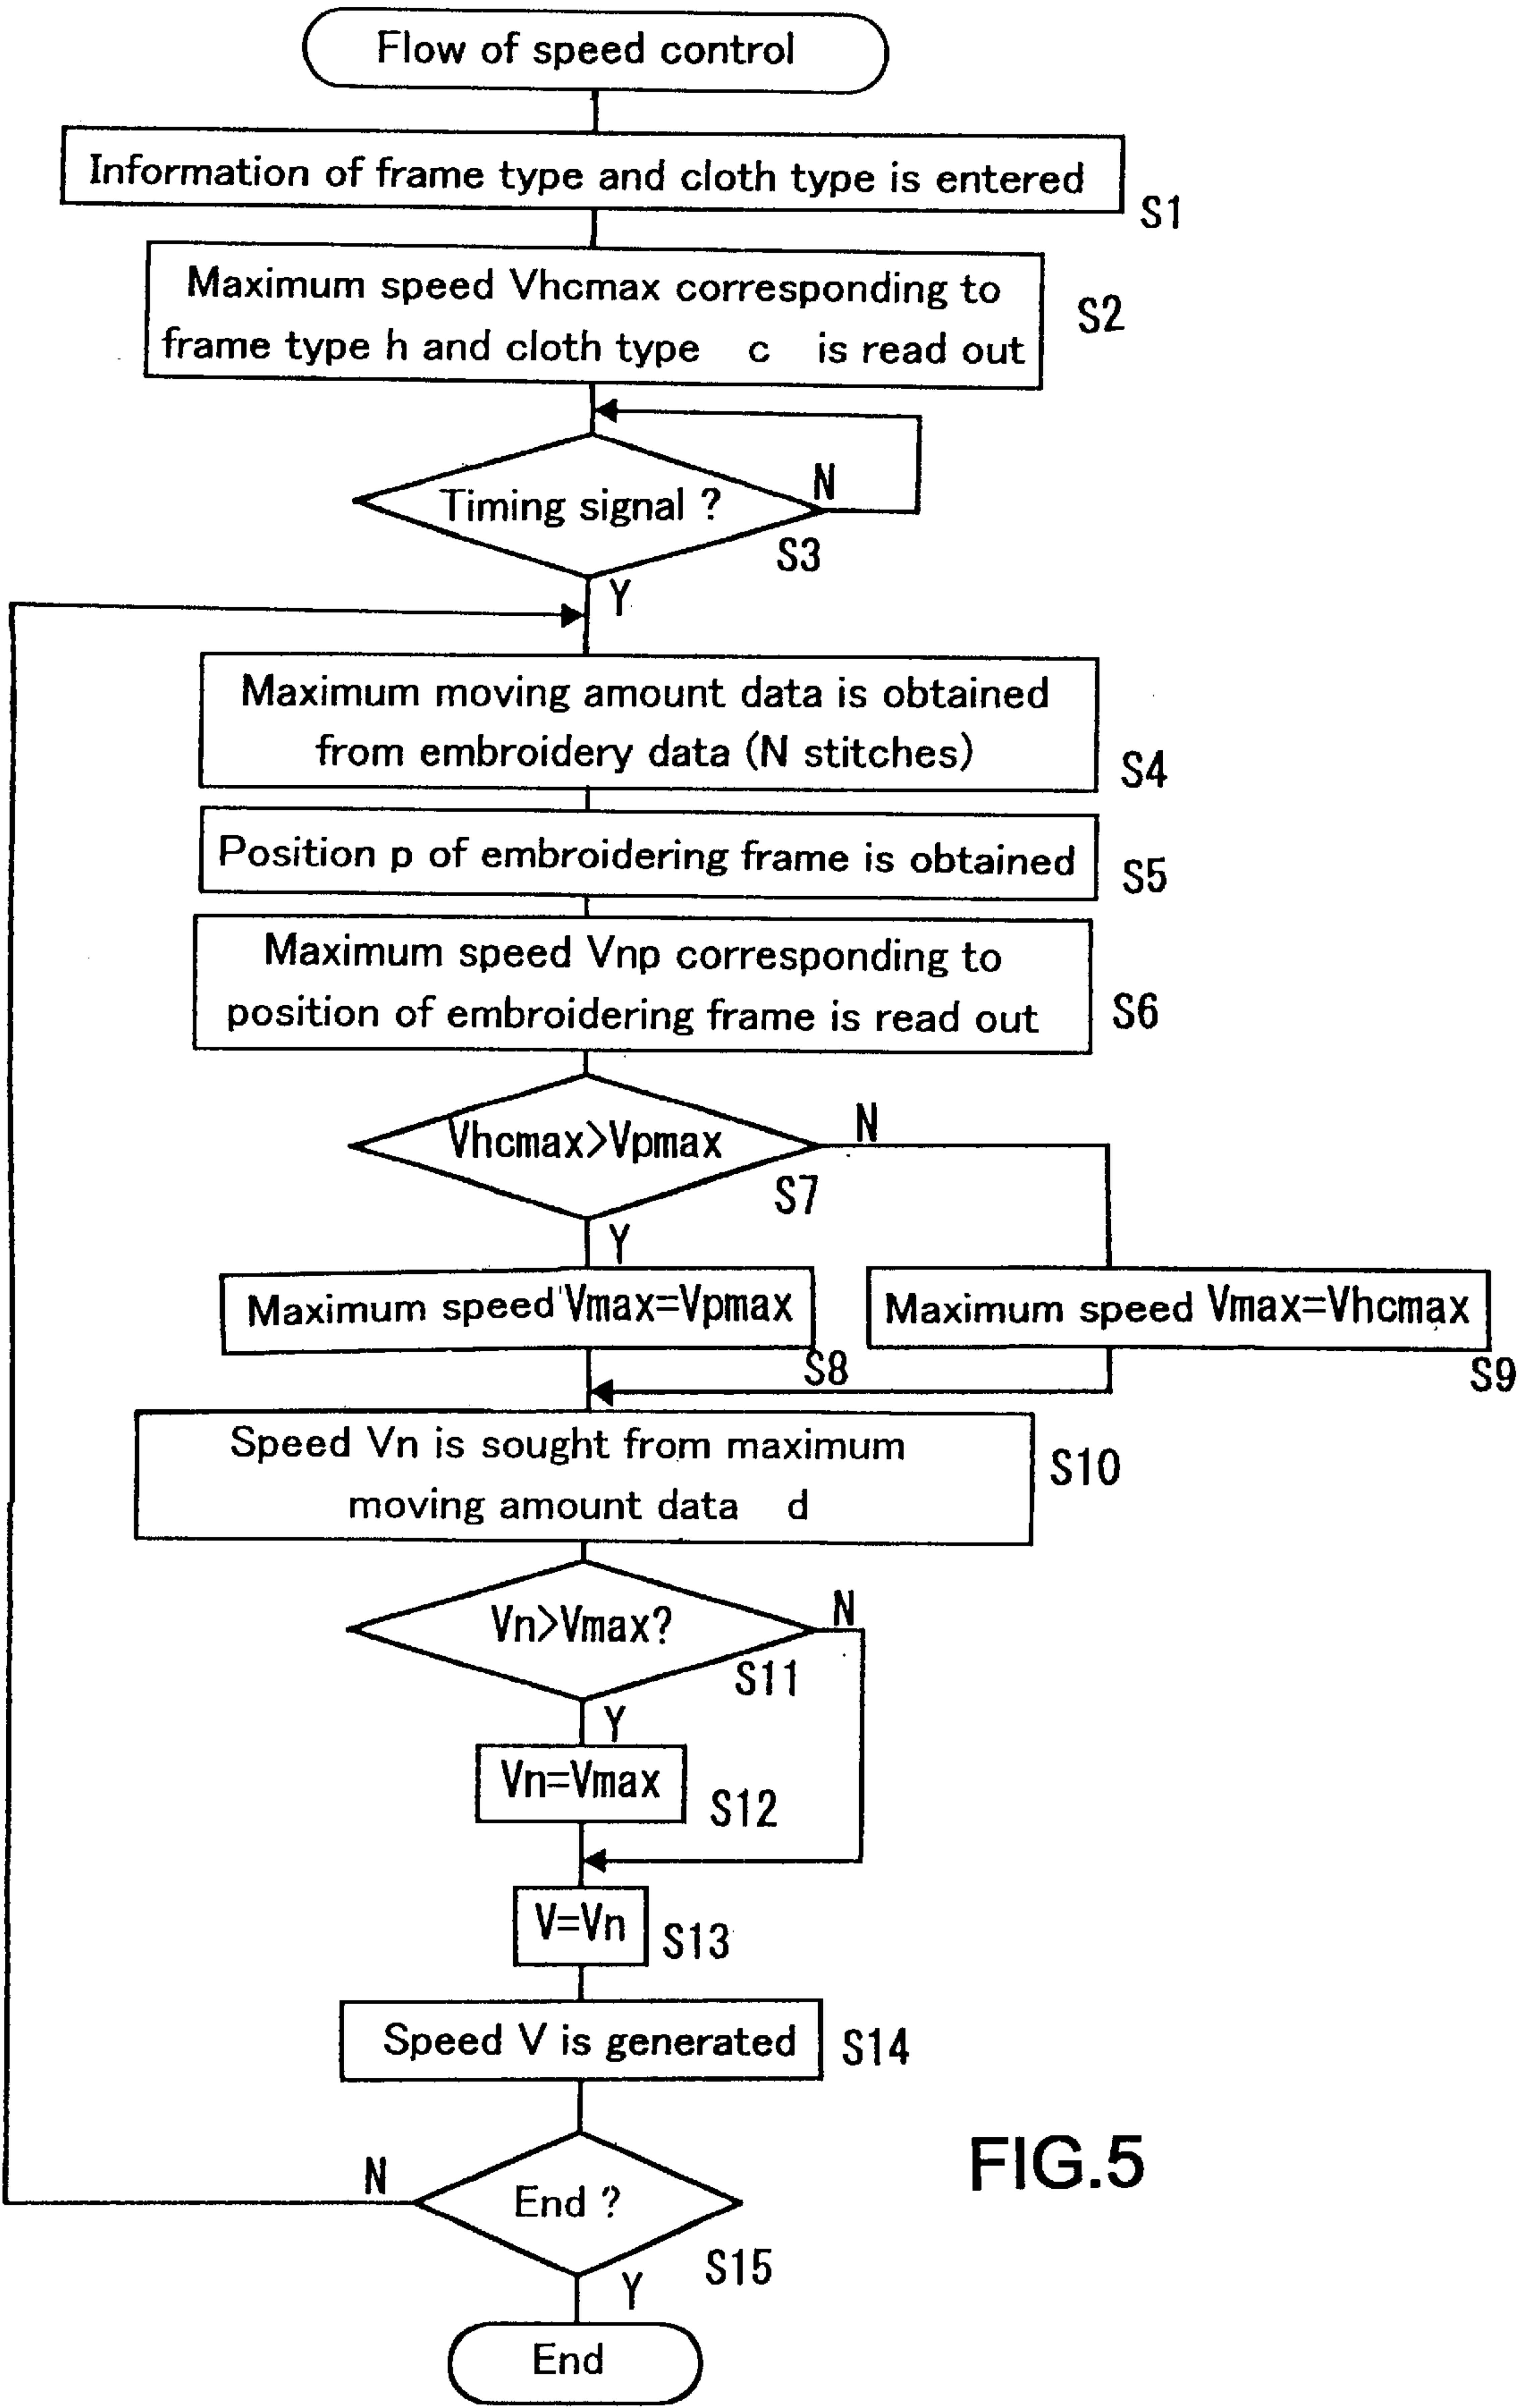 Flow of speed control
Information of frame type and cloth type is entered
S1
Maximum speed Vhcmax corresponding to
frame type h and cloth type c is read out
S2
N
Timing signal ?
S3
Y
Maximum moving amount data is obtained
from embroidery data (N stitches)
S4
Position p of embroidering frame is obtained
S5
Maximum speed Vnp corresponding to
position of embroidering frame is read out
S6
Vhcmax>Vpmax
N
S7
Y
Maximum speed Vmax=Vpmax
S8
Maximum speed Vmax=Vhcmax
S9
Speed Vn is sought from maximum
moving amount data d
S10
Vn>Vmax?
N
S11
Y
Vn=Vmax
S12
V=Vn
S13
Speed V is generated
S14
N
End ?
S15
Y
End
FIG.5